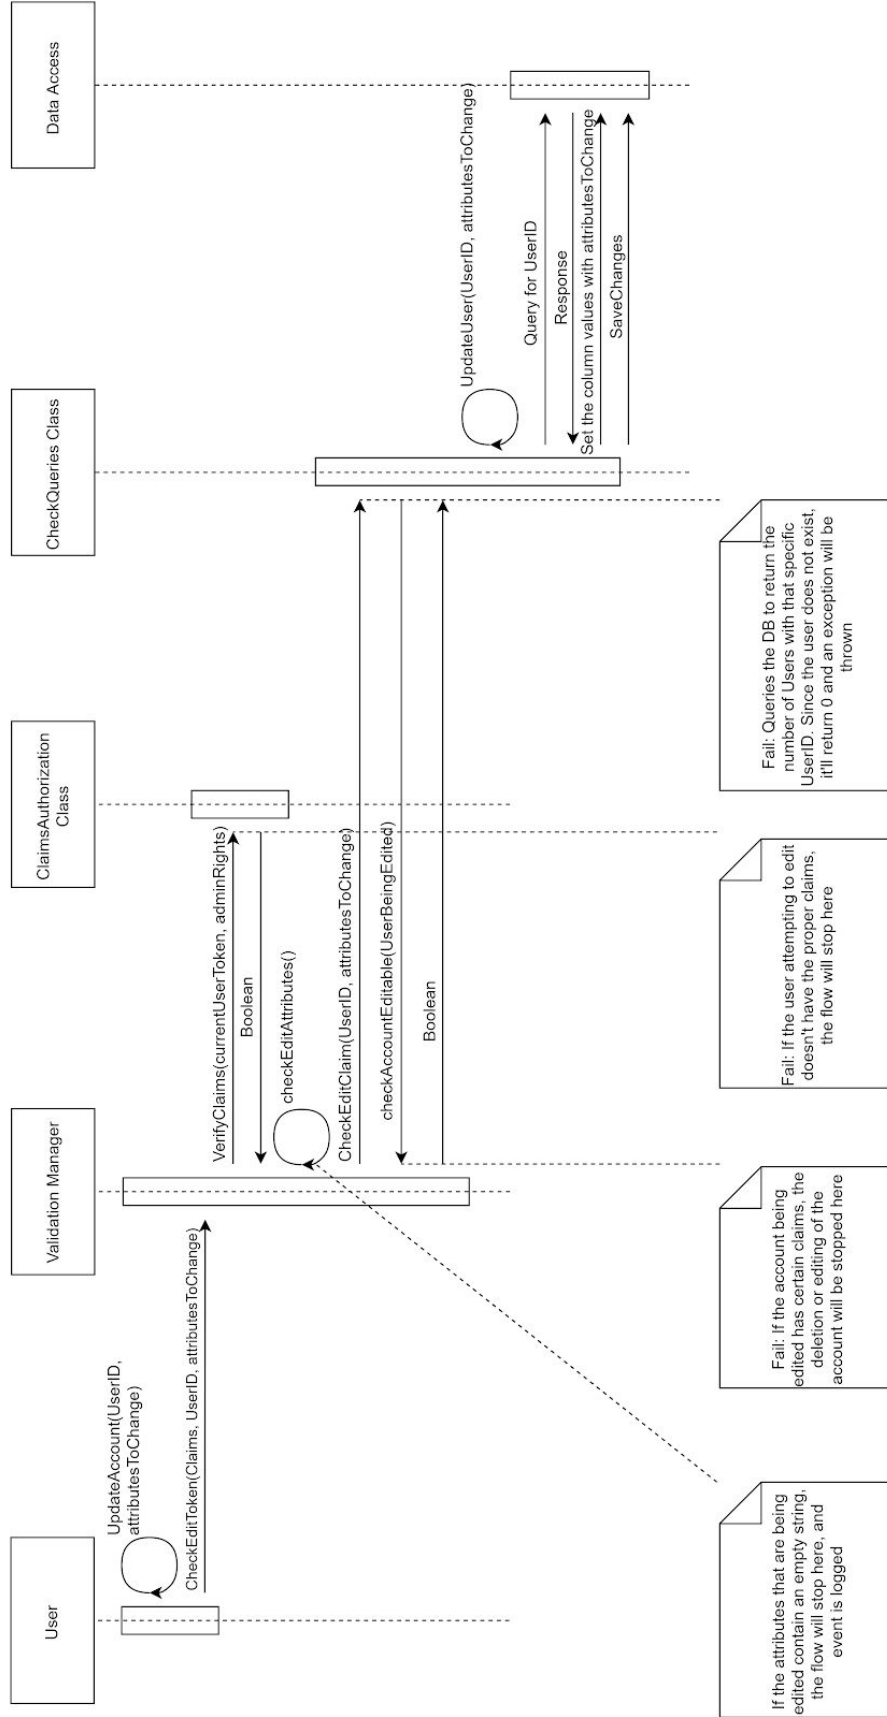 User
Validation Manager
ClaimsAuthorization
Class
CheckQueries Class
Data Access
UpdateAccount(UserID,
attributesToChange)
CheckEditToken(Claims, UserID, attributesToChange)
VerifyClaims(currentUserToken, adminRights)
Boolean
checkEditAttributes()
CheckEditClaim(UserID, attributesToChange)
checkAccountEditable(UserBeingEdited)
Boolean
UpdateUser(UserID, attributesToChange)
Query for UserID
Response
Set the column values with attributesToChange
SaveChanges
If the attributes that are being
edited contain an empty string,
the flow will stop here, and
event is logged
Fail: If the account being
edited has certain claims, the
deletion or editing of the
account will be stopped here
Fail: If the user attempting to edit
doesn't have the proper claims,
the flow will stop here
Fail: Queries the DB to return the
number of Users with that specific
UserID. Since the user does not exist,
it'll return 0 and an exception will be
thrown